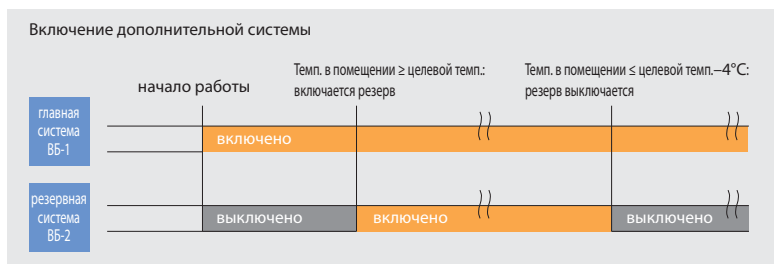 Включение дополнительной системы
начало работы
Темп. в помещении ≥ целевой темп.:
включается резерв
Темп. в помещении ≤ целевой темп.–4°C:
резерв выключается
главная
система
ВБ-1
включено
резервная
система
ВБ-2
выключено
включено
выключено